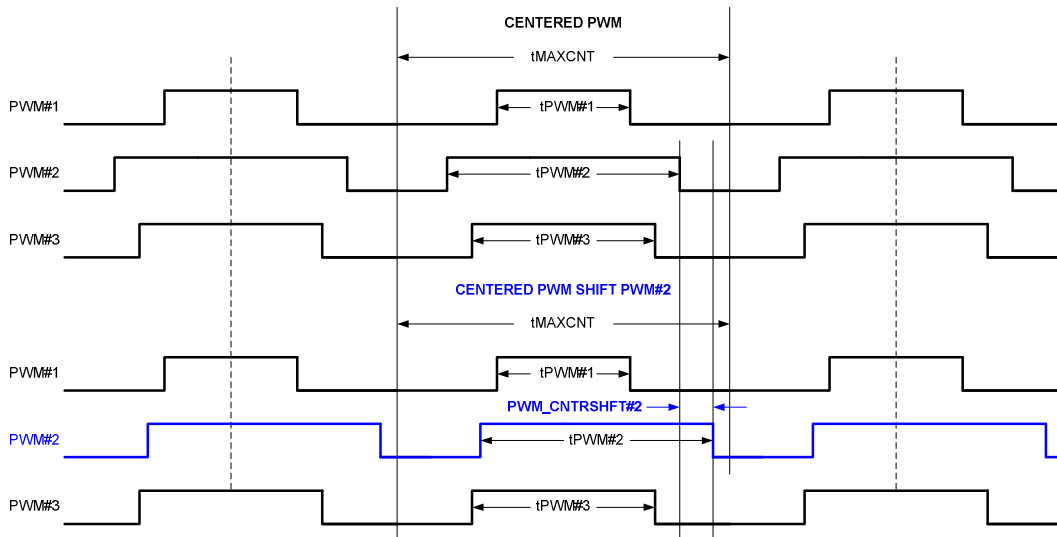 CENTERED PWM
tMAXCNT
PWM#1
tPWM#1
PWM#2
tPWM#2
PWM#3
tPWM#3
CENTERED PWM SHIFT PWM#2
tMAXCNT
PWM#1
tPWM#1
PWM_CNTRSHFT#2
PWM#2
tPWM#2
PWM#3
tPWM#3